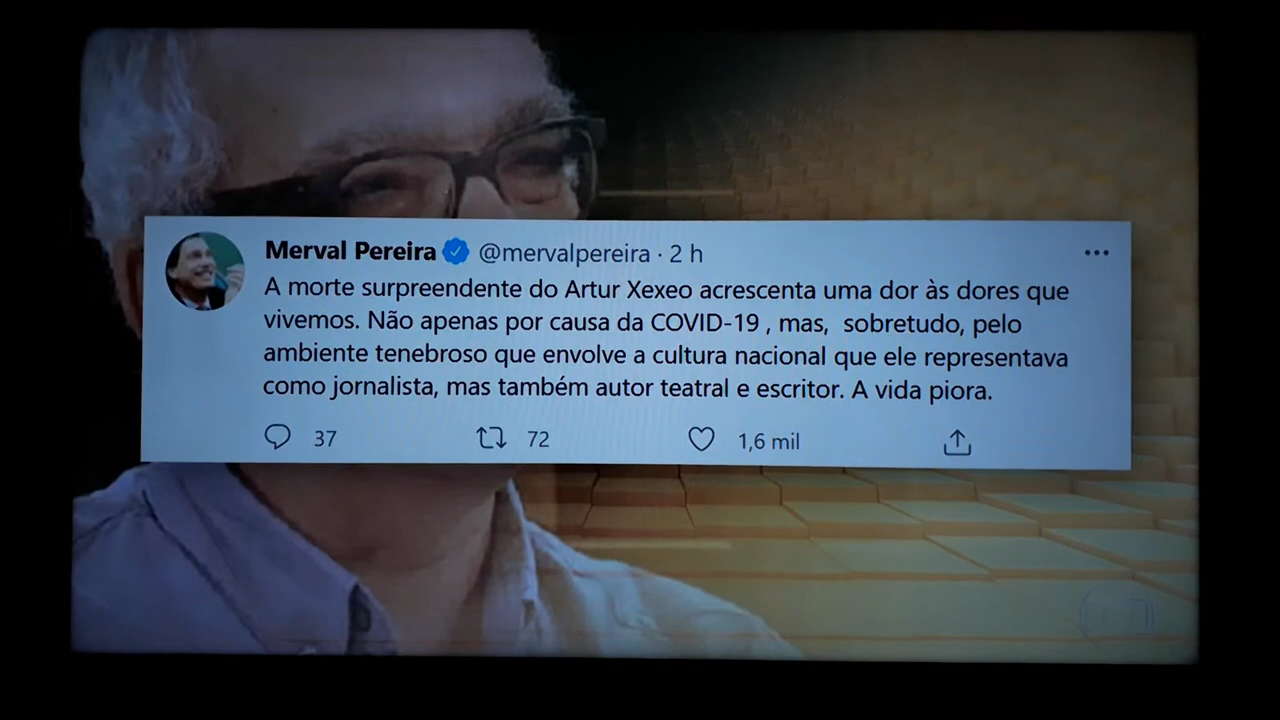 Merval Pereira @mervalpereira · 2 h
A morte surpreendente do Artur Xexeo acrescenta uma dor às dores que
vivemos. Não apenas por causa da COVID-19 , mas,  sobretudo, pelo
ambiente tenebroso que envolve a cultura nacional que ele representava
como jornalista, mas também autor teatral e escritor. A vida piora.
37 72 1,6 mil